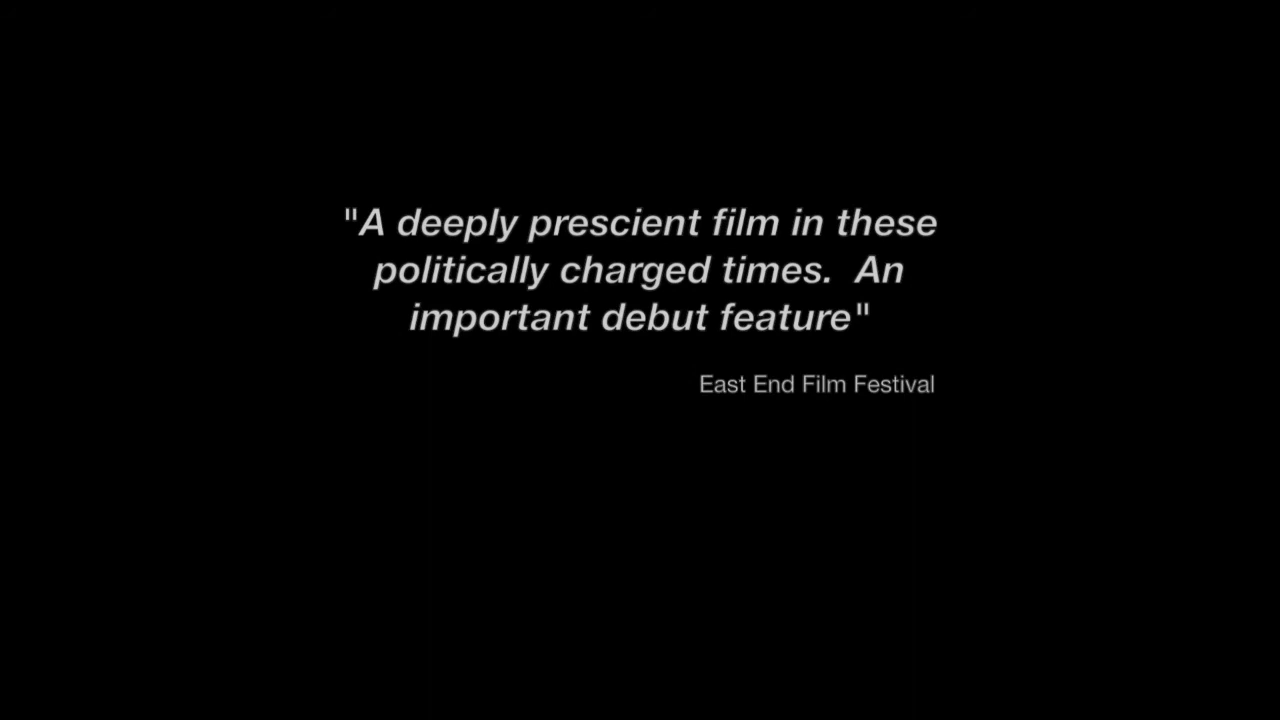 "A deeply prescient film in these
politically charged times.  An
important debut feature"
East End Film Festival